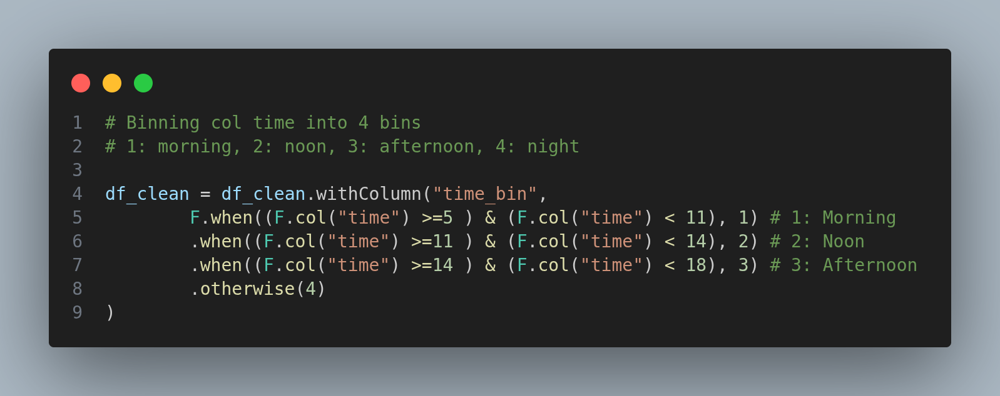 1 # Binning col time into 4 bins
2 # 1: morning, 2: noon, 3: afternoon, 4: night
3
4 df_clean = df_clean.withColumn("time_bin",
5         F.when((F.col("time") >=5 ) & (F.col("time") < 11), 1) # 1: Morning
6         .when((F.col("time") >=11 ) & (F.col("time") < 14), 2) # 2: Noon
7         .when((F.col("time") >=14 ) & (F.col("time") < 18), 3) # 3: Afternoon
8         .otherwise(4)
9 )